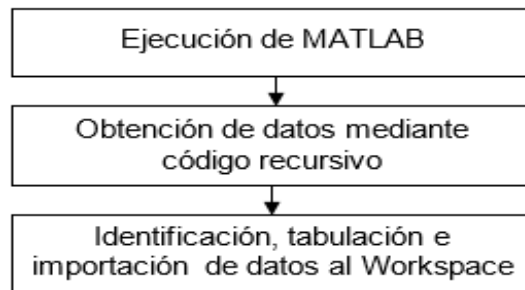 Ejecución de MATLAB
Obtención de datos mediante
código recursivo
Identificación, tabulación e
importación de datos al Workspace